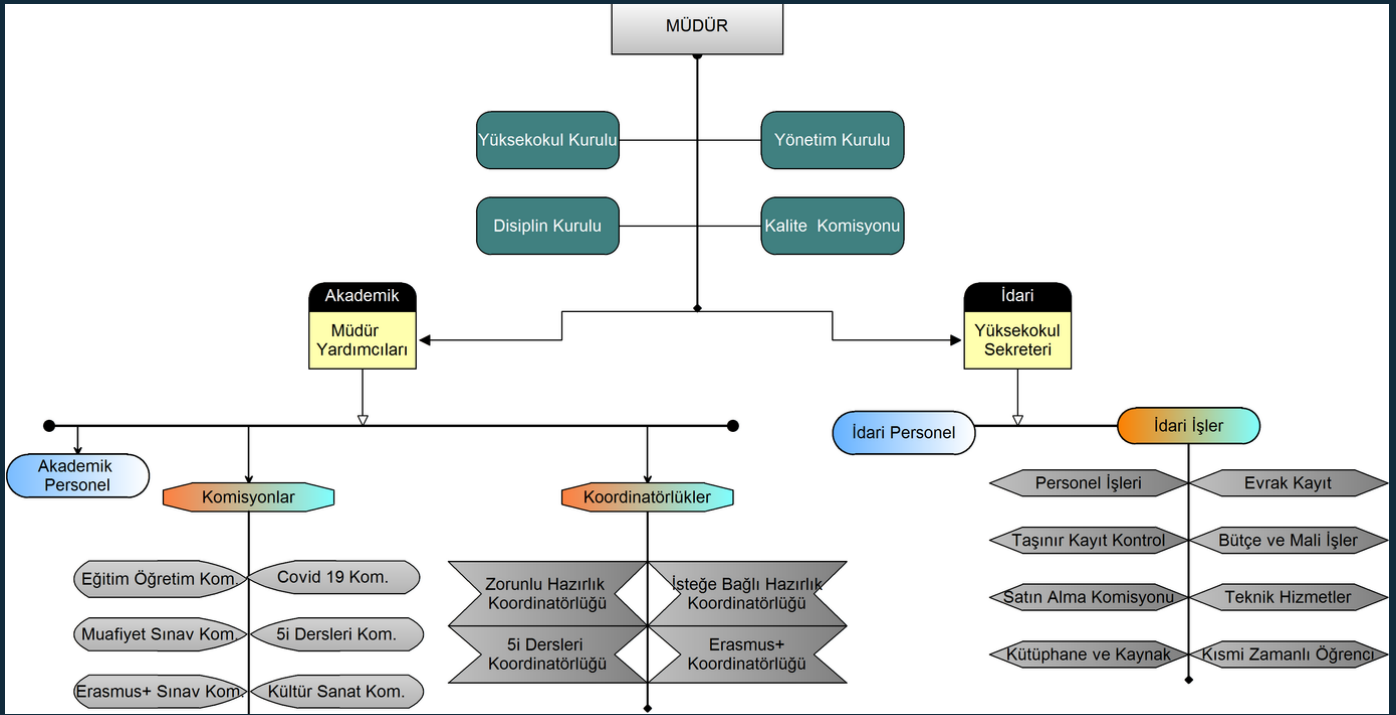 MÜDÜR
Yüksekokul Kurulu
Yönetim Kurulu
Disiplin Kurulu
Kalite Komisyonu
Akademik
Müdür
Yardımcıları
İdari
Yüksekokul
Sekreteri
Akademik
Personel
Komisyonlar
Koordinatörlükler
İdari Personel
İdari İşler
Eğitim Öğretim Kom.
Covid 19 Kom.
Muafiyet Sınav Kom.
5i Dersleri Kom.
Erasmus+ Sınav Kom.
Kültür Sanat Kom.
Zorunlu Hazırlık
Koordinatörlüğü
İsteğe Bağlı Hazırlık
Koordinatörlüğü
5i Dersleri
Koordinatörlüğü
Erasmus+
Koordinatörlüğü
Personel İşleri
Evrak Kayıt
Taşınır Kayıt Kontrol
Bütçe ve Mali İşler
Satın Alma Komisyonu
Teknik Hizmetler
Kütüphane ve Kaynak
Kısmi Zamanlı Öğrenci